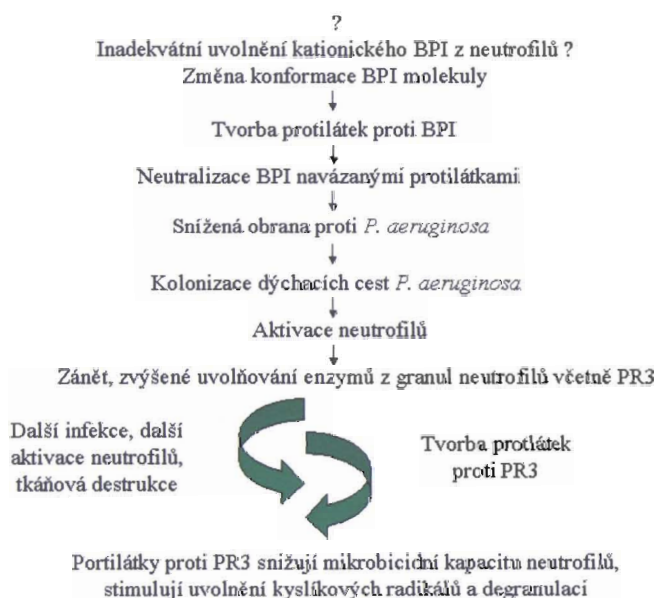 ?
Inadekvátní uvolnění kationického BPI z neutrofilů ?
Změna konformace BPI molekuly
Tvorba protilátek proti BPI
Neutralizace BPI navázanými protilátkami
Snížená obrana proti P. aeruginosa
Kolonizace dýchacích cest P. aeruginosa
Aktivace neutrofilů
Zánět, zvýšené uvolňování enzymů z granul neutrofilů včetně PR3
Další infekce, další
aktivace neutrofilů,
tkáňová destrukce
Tvorba protlátek
proti PR3
Portilátky proti PR3 snižují mikrobicidní kapacitu neutrofilů,
stimulují uvolnění kyslíkových radikálů a degranulaci